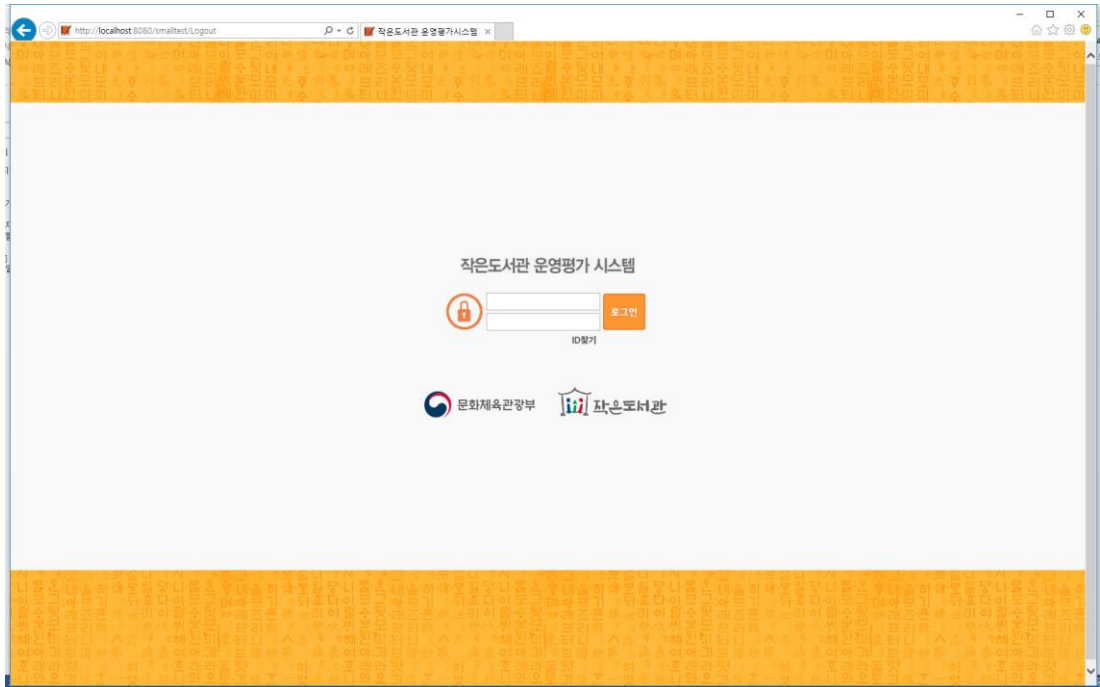 http://localhost:8080/smalltest/Logout
작은도서관 운영평가시스템
작은도서관 운영평가 시스템
로그인
ID찾기
문화체육관광부
작은도서관